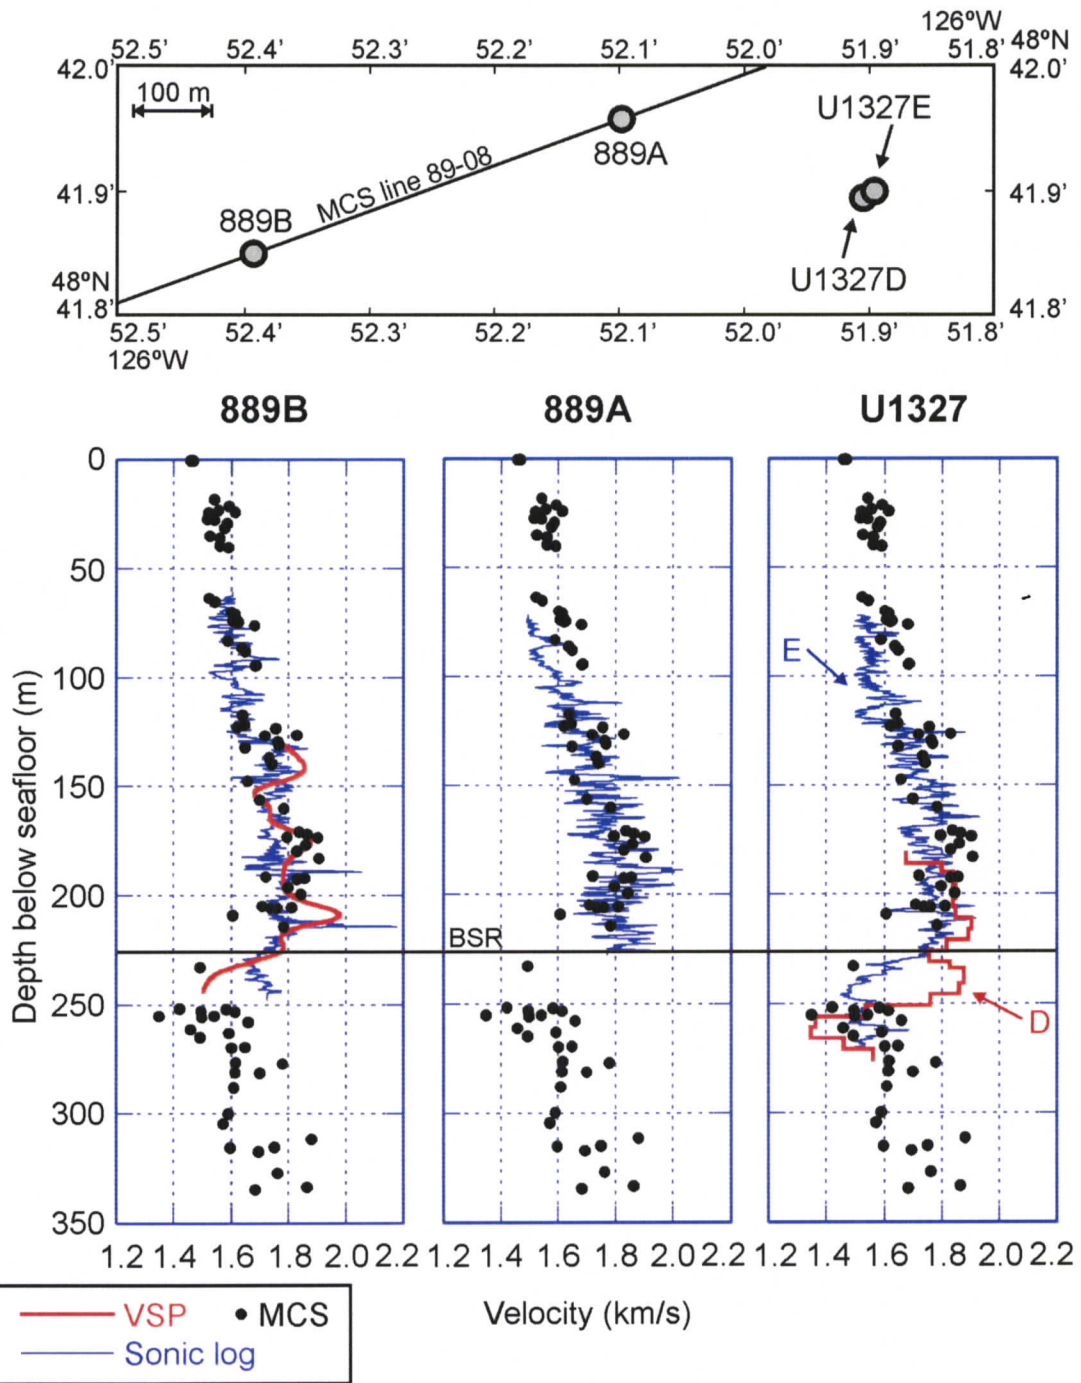 126ºW
52.5' 52.4' 52.3' 52.2' 52.1' 52.0' 51.9' 51.8' 48ºN
42.0' 42.0'
100 m
U1327E
889A
MCS line 89-08
41.9' 41.9'
889B
U1327D
48ºN
41.8' 41.8'
52.5' 52.4' 52.3' 52.2' 52.1' 52.0' 51.9' 51.8'
126ºW
889B 889A U1327
0
50
100
150
200
250
300
350
Depth below seafloor (m)
E
BSR
D
1.2 1.4 1.6 1.8 2.0 2.2 1.2 1.4 1.6 1.8 2.0 2.2 1.2 1.4 1.6 1.8 2.0 2.2
Velocity (km/s)
VSP MCS
Sonic log